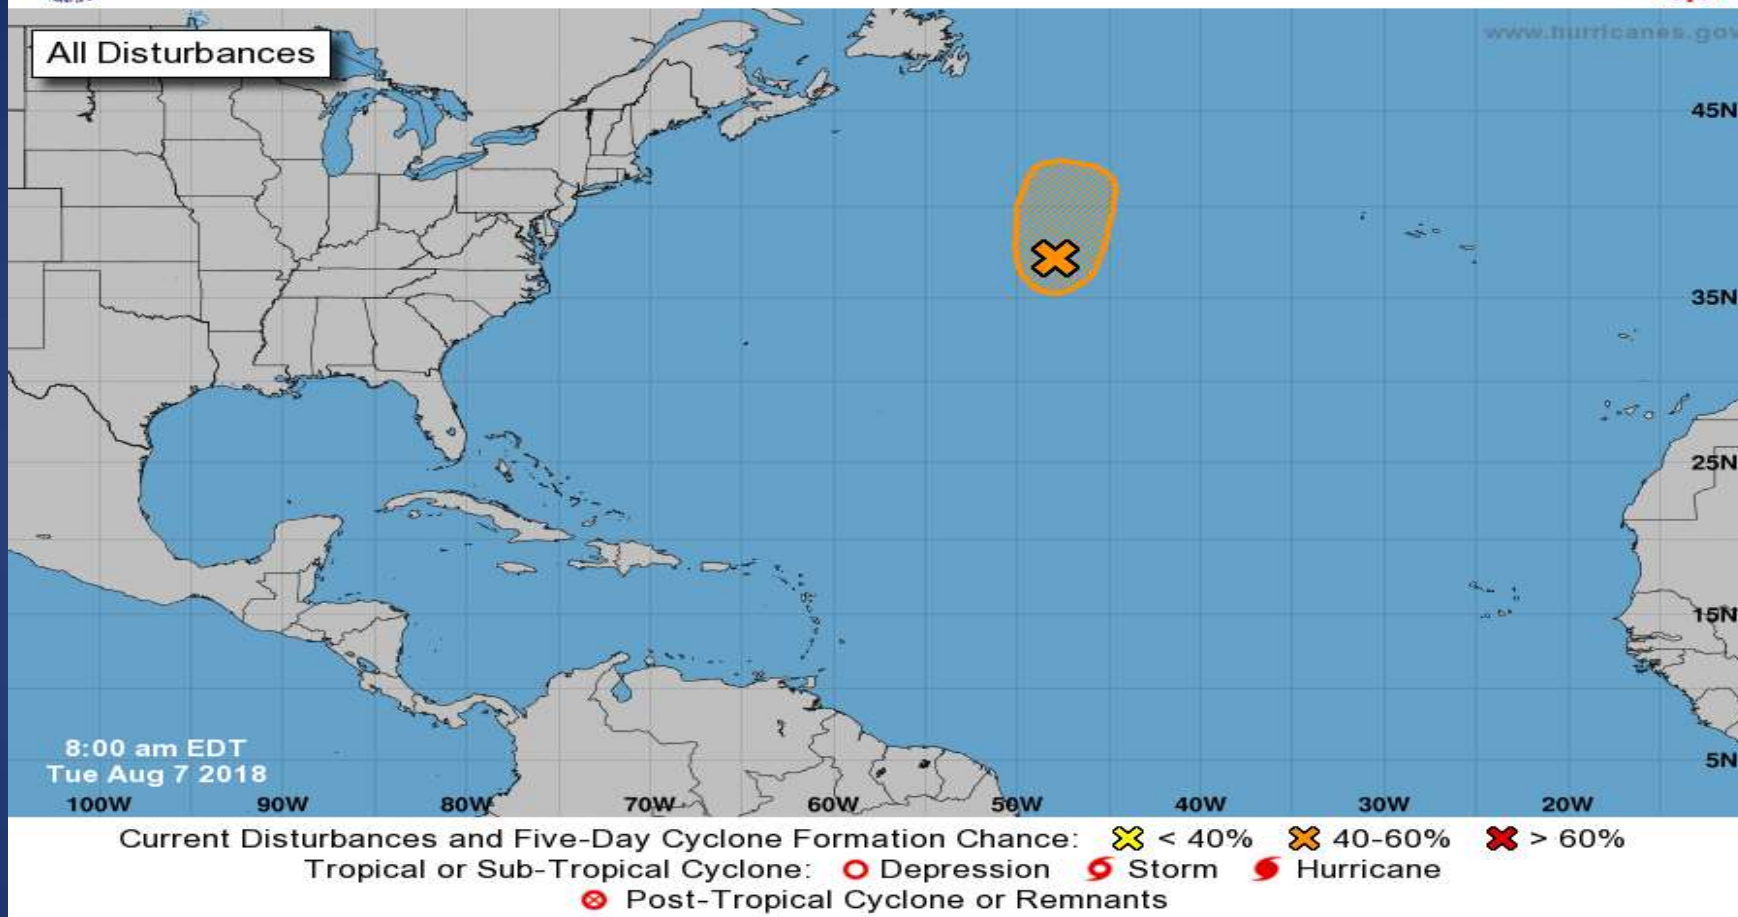 All Disturbances
www.hurricanes.gov
45N
35N
25N
15N
5N
8:00 am EDT
Tue Aug 7 2018
100W 90W 80W 70W 60W 50W 40W 30W 20W
Current Disturbances and Five-Day Cyclone Formation Chance: < 40% 40-60% > 60%
Tropical or Sub-Tropical Cyclone: Depression Storm Hurricane
Post-Tropical Cyclone or Remnants